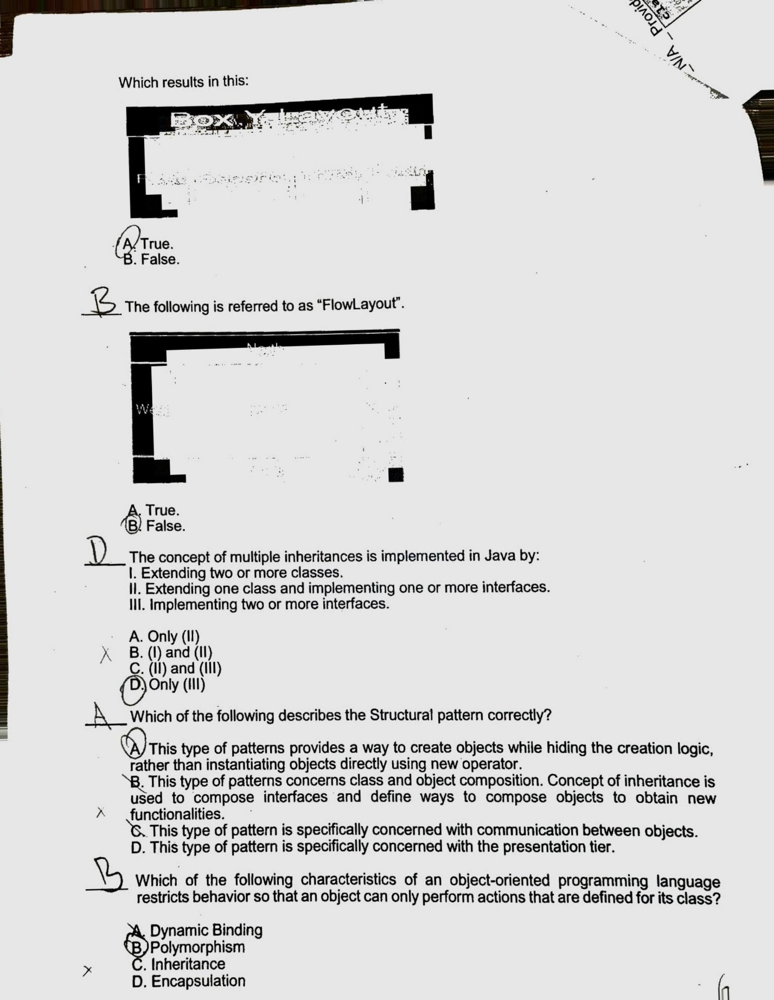 Provid
cla
_N/A_
Which results in this:
Box Y Layout
A. True.
B. False.
B The following is referred to as “FlowLayout”.
North
West
A. True.
B. False.
D The concept of multiple inheritances is implemented in Java by:
I. Extending two or more classes.
II. Extending one class and implementing one or more interfaces.
III. Implementing two or more interfaces.
A. Only (II)
X B. (I) and (II)
C. (II) and (III)
D. Only (III)
A Which of the following describes the Structural pattern correctly?
A This type of patterns provides a way to create objects while hiding the creation logic,
rather than instantiating objects directly using new operator.
B. This type of patterns concerns class and object composition. Concept of inheritance is
used to compose interfaces and define ways to compose objects to obtain new
X functionalities.
C. This type of pattern is specifically concerned with communication between objects.
D. This type of pattern is specifically concerned with the presentation tier.
B Which of the following characteristics of an object-oriented programming language
restricts behavior so that an object can only perform actions that are defined for its class?
A. Dynamic Binding
B. Polymorphism
C. Inheritance
X D. Encapsulation